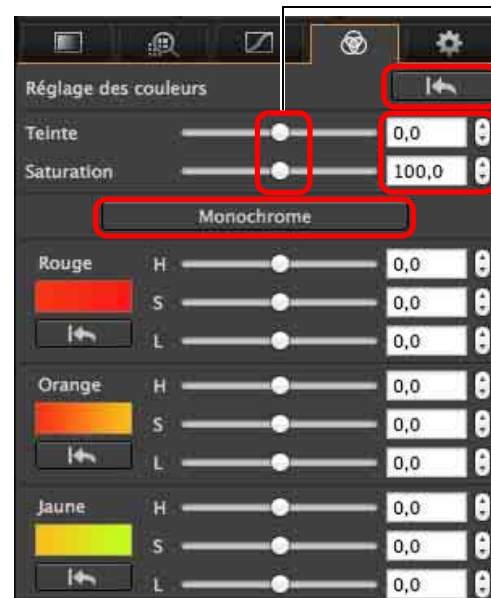 Réglage des couleurs
Teinte 0,0
Saturation 100,0
Monochrome
Rouge H 0,0
S 0,0
L 0,0
Orange H 0,0
S 0,0
L 0,0
Jaune H 0,0
S 0,0
L 0,0